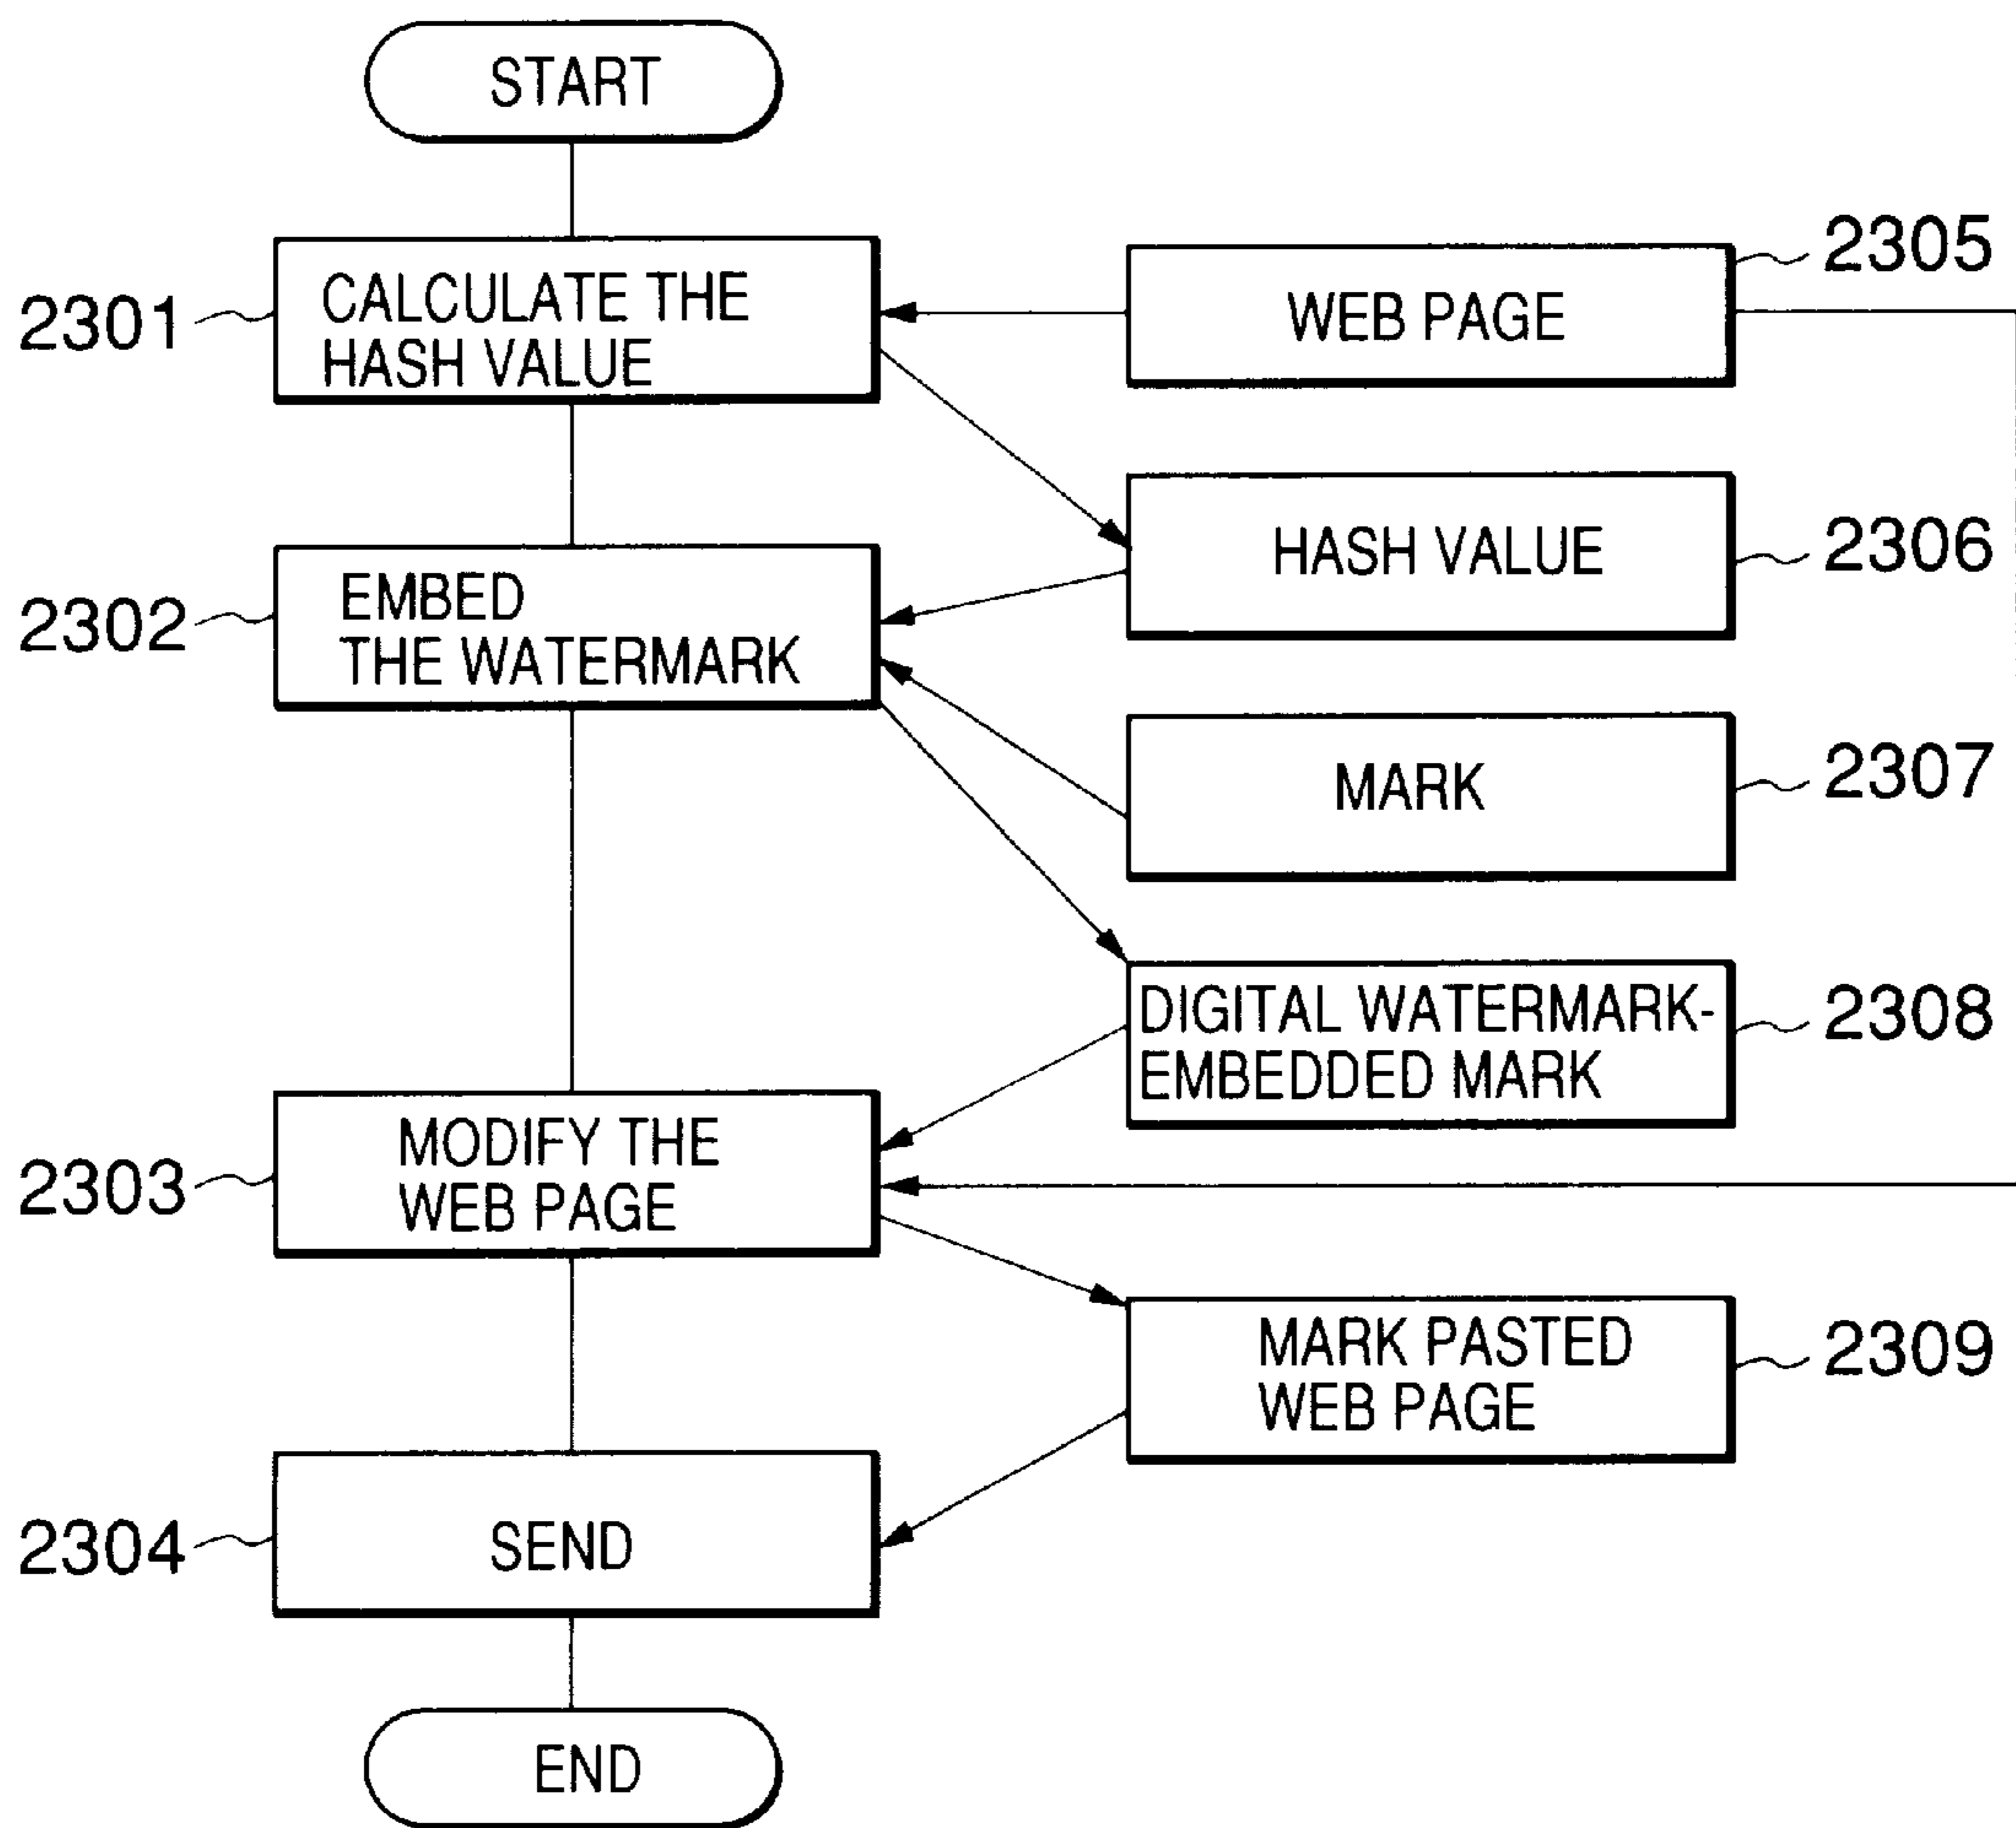 START
2301
CALCULATE THE
HASH VALUE
WEB PAGE
2305
HASH VALUE
2306
2302
EMBED
THE WATERMARK
MARK
2307
DIGITAL WATERMARK-
EMBEDDED MARK
2308
2303
MODIFY THE
WEB PAGE
MARK PASTED
WEB PAGE
2309
2304
SEND
END